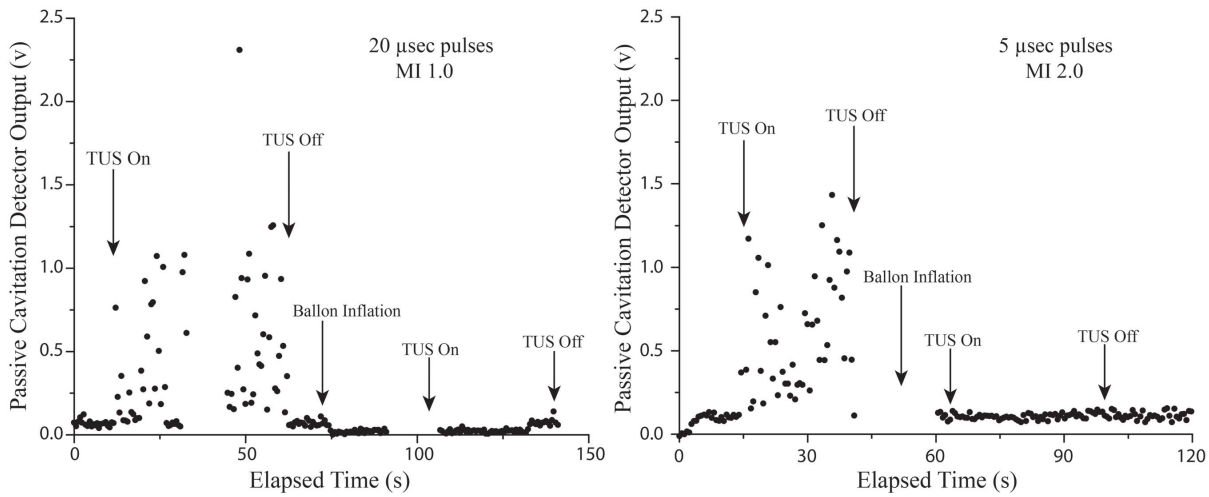 20 µsec pulses
MI 1.0
TUS On
TUS Off
Ballon Inflation
TUS On
TUS Off
Passive Cavitation Detector Output (v)
2.5
2.0
1.5
1.0
0.5
0.0
0 50 100 150
Elapsed Time (s)
5 µsec pulses
MI 2.0
TUS On
TUS Off
Ballon Inflation
TUS On
TUS Off
Passive Cavitation Detector Output (v)
2.5
2.0
1.5
1.0
0.5
0.0
0 30 60 90 120
Elapsed Time (s)